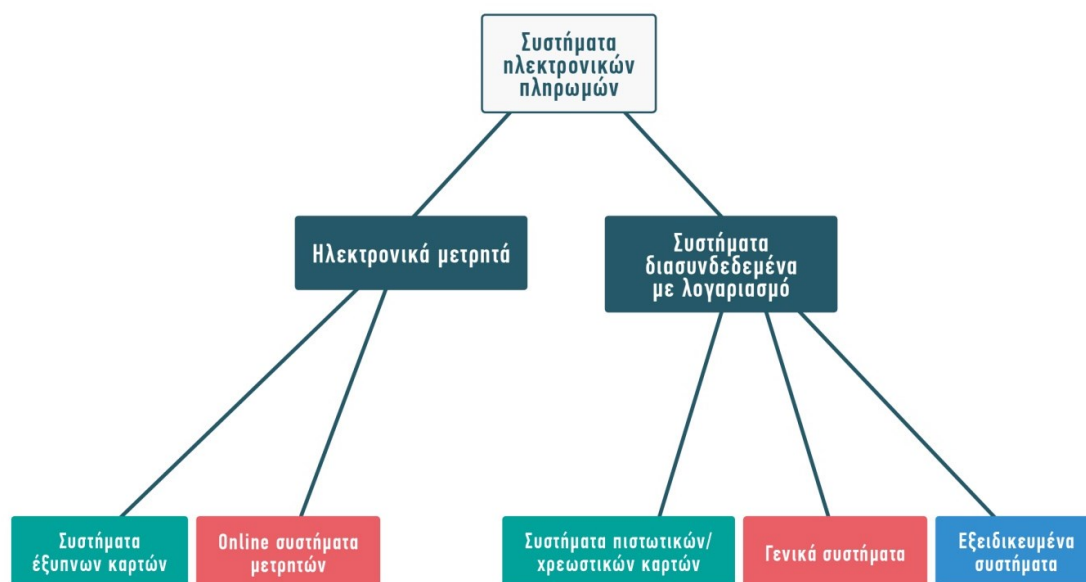 Συστήματα
ηλεκτρονικών
πληρωμών
Ηλεκτρονικά μετρητά
Συστήματα
διασυνδεδεμένα
με λογαριασμό
Συστήματα
έξυπνων καρτών
Online συστήματα
μετρητών
Συστήματα πιστωτικών/
χρεωστικών καρτών
Γενικά συστήματα
Εξειδικευμένα
συστήματα